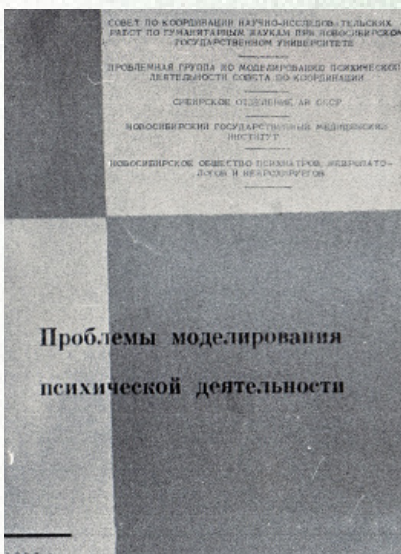 СОВЕТ ПО КООРДИНАЦИИ НАУЧНО-ИССЛЕДОВАТЕЛЬСКИХ
РАБОТ ПО ГУМАНИТАРНЫМ НАУКАМ ПРИ НОВОСИБИРСКОМ
ГОСУДАРСТВЕННОМ УНИВЕРСИТЕТЕ
ПРОБЛЕМНАЯ ГРУППА ПО МОДЕЛИРОВАНИЮ ПСИХИЧЕСКОЙ
ДЕЯТЕЛЬНОСТИ СОВЕТА ПО КООРДИНАЦИИ
СИБИРСКОЕ ОТДЕЛЕНИЕ АН СССР
НОВОСИБИРСКИЙ ГОСУДАРСТВЕННЫЙ МЕДИЦИНСКИЙ
ИНСТИТУТ
НОВОСИБИРСКОЕ ОБЩЕСТВО ПСИХИАТРОВ, НЕВРОПАТО-
ЛОГОВ И НЕЙРОХИРУРГОВ
Проблемы моделирования
психической деятельности